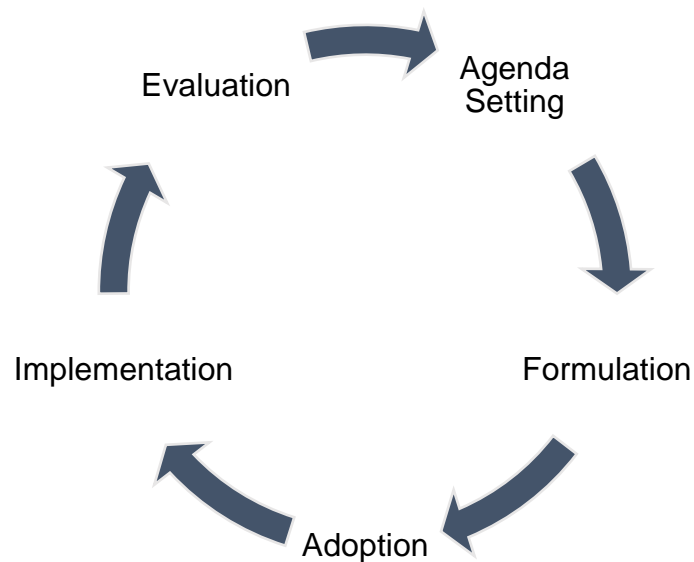 Evaluation
Agenda
Setting
Implementation
Formulation
Adoption